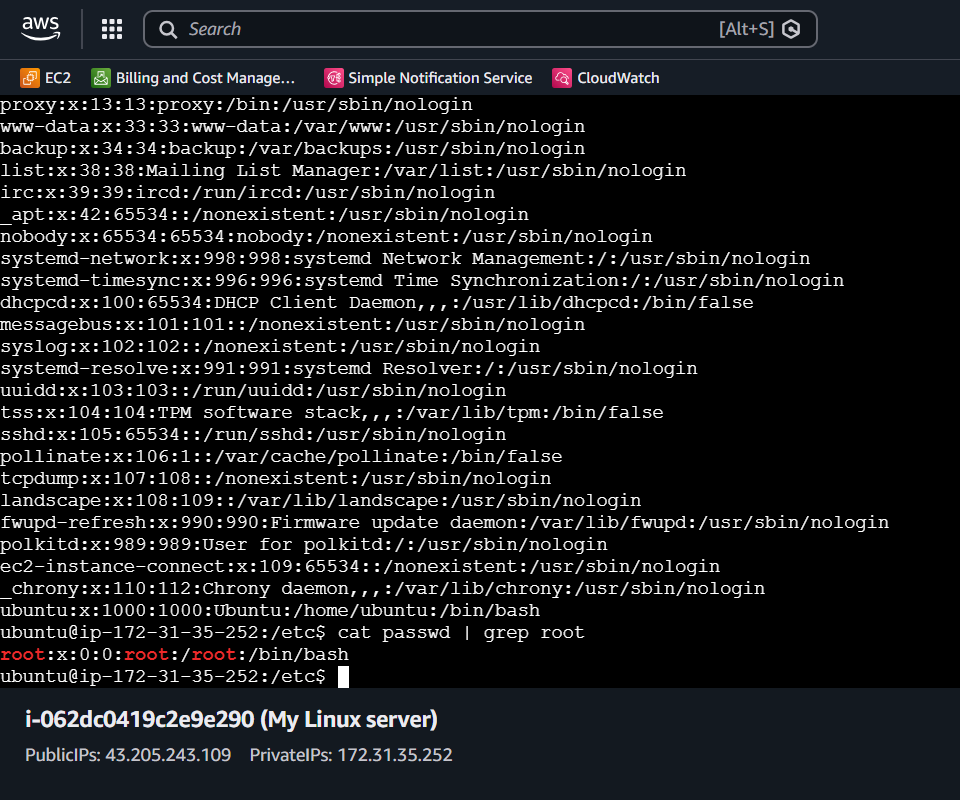 aws
Search [Alt+S]
EC2 Billing and Cost Manage... Simple Notification Service CloudWatch
proxy:x:13:13:proxy:/bin:/usr/sbin/nologin
www-data:x:33:33:www-data:/var/www:/usr/sbin/nologin
backup:x:34:34:backup:/var/backups:/usr/sbin/nologin
list:x:38:38:Mailing List Manager:/var/list:/usr/sbin/nologin
irc:x:39:39:ircd:/run/ircd:/usr/sbin/nologin
_apt:x:42:65534::/nonexistent:/usr/sbin/nologin
nobody:x:65534:65534:nobody:/nonexistent:/usr/sbin/nologin
systemd-network:x:998:998:systemd Network Management:/:/usr/sbin/nologin
systemd-timesync:x:996:996:systemd Time Synchronization:/:/usr/sbin/nologin
dhcpcd:x:100:65534:DHCP Client Daemon,,,:/usr/lib/dhcpcd:/bin/false
messagebus:x:101:101::/nonexistent:/usr/sbin/nologin
syslog:x:102:102::/nonexistent:/usr/sbin/nologin
systemd-resolve:x:991:991:systemd Resolver:/:/usr/sbin/nologin
uuidd:x:103:103::/run/uuidd:/usr/sbin/nologin
tss:x:104:104:TPM software stack,,,:/var/lib/tpm:/bin/false
sshd:x:105:65534::/run/sshd:/usr/sbin/nologin
pollinate:x:106:1::/var/cache/pollinate:/bin/false
tcpdump:x:107:108::/nonexistent:/usr/sbin/nologin
landscape:x:108:109::/var/lib/landscape:/usr/sbin/nologin
fwupd-refresh:x:990:990:Firmware update daemon:/var/lib/fwupd:/usr/sbin/nologin
polkitd:x:989:989:User for polkitd:/:/usr/sbin/nologin
ec2-instance-connect:x:109:65534::/nonexistent:/usr/sbin/nologin
_chrony:x:110:112:Chrony daemon,,,:/var/lib/chrony:/usr/sbin/nologin
ubuntu:x:1000:1000:Ubuntu:/home/ubuntu:/bin/bash
ubuntu@ip-172-31-35-252:/etc$ cat passwd | grep root
root:x:0:0:root:/root:/bin/bash
ubuntu@ip-172-31-35-252:/etc$
i-062dc0419c2e9e290 (My Linux server)
PublicIPs: 43.205.243.109 PrivateIPs: 172.31.35.252